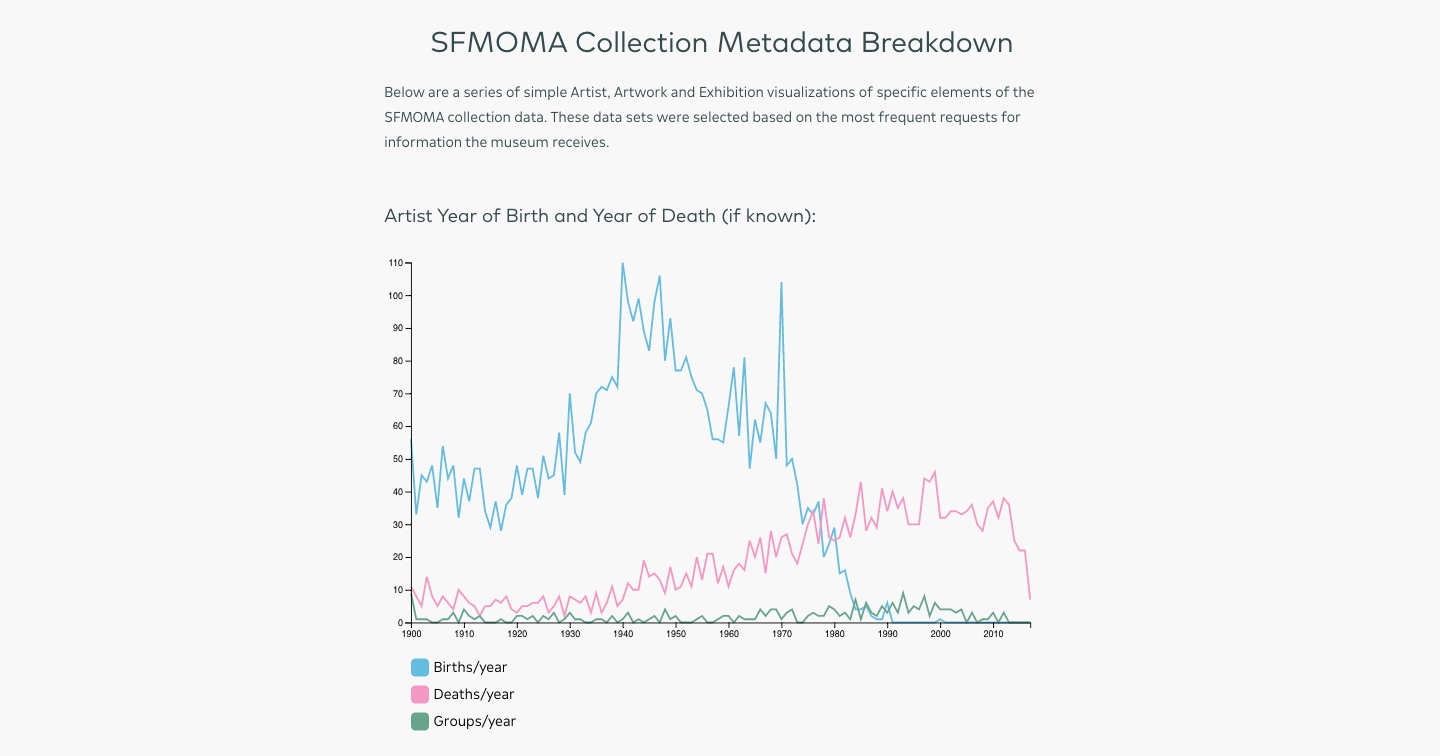 SFMOMA Collection Metadata Breakdown
Below are a series of simple Artist, Artwork and Exhibition visualizations of specific elements of the
SFMOMA collection data. These data sets were selected based on the most frequent requests for
information the museum receives.
Artist Year of Birth and Year of Death (if known):
110
100
90
80
70
60
50
40
30
20
10
0
1900 1910 1920 1930 1940 1950 1960 1970 1980 1990 2000 2010
Births/year
Deaths/year
Groups/year